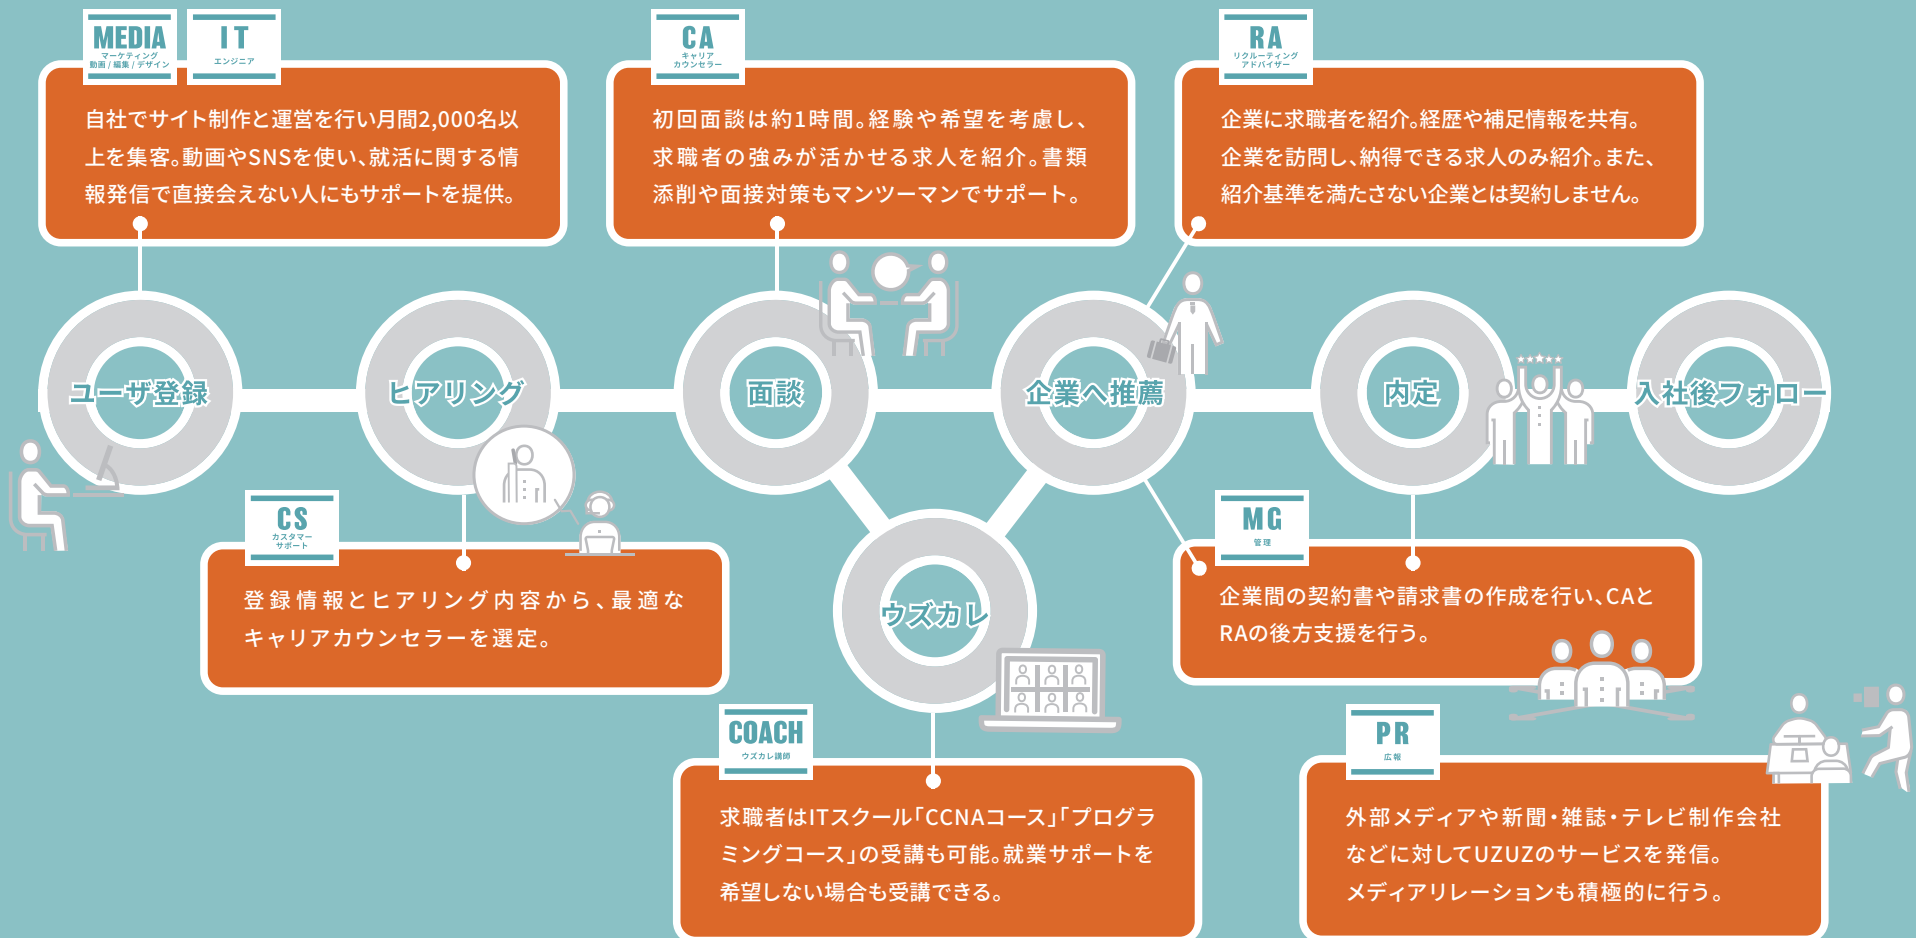 MEDIA
マーケティング
動画 / 編集 / デザイン
IT
エンジニア
自社でサイト制作と運営を行い月間2,000名以
上を集客。動画やSNSを使い、就活に関する情
報発信で直接会えない人にもサポートを提供。
CA
キャリア
カウンセラー
初回面談は約1時間。経験や希望を考慮し、
求職者の強みが活かせる求人を紹介。書類
添削や面接対策もマンツーマンでサポート。
RA
リクルーティング
アドバイザー
企業に求職者を紹介。経歴や補足情報を共有。
企業を訪問し、納得できる求人のみ紹介。また、
紹介基準を満たさない企業とは契約しません。
ユーザ登録
ヒアリング
面談
企業へ推薦
内定
入社後フォロー
CS
カスタマー
サポート
登録情報とヒアリング内容から、最適な
キャリアカウンセラーを選定。
ウズカレ
MG
管理
企業間の契約書や請求書の作成を行い、CAと
RAの後方支援を行う。
COACH
ウズカレ講師
求職者はITスクール「CCNAコース」「プログラ
ミングコース」の受講も可能。就業サポートを
希望しない場合も受講できる。
PR
広報
外部メディアや新聞・雑誌・テレビ制作会社
などに対してUZUZのサービスを発信。
メディアリレーションも積極的に行う。